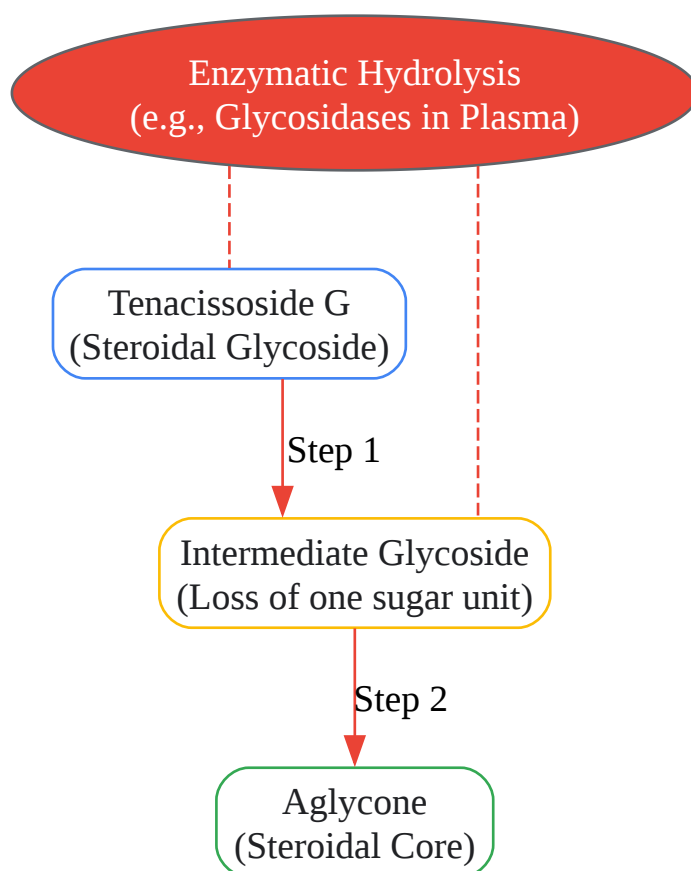 Enzymatic Hydrolysis
(e.g., Glycosidases in Plasma)
Tenacissoside G
(Steroidal Glycoside)
Step 1
Intermediate Glycoside
(Loss of one sugar unit)
Step 2
Aglycone
(Steroidal Core)